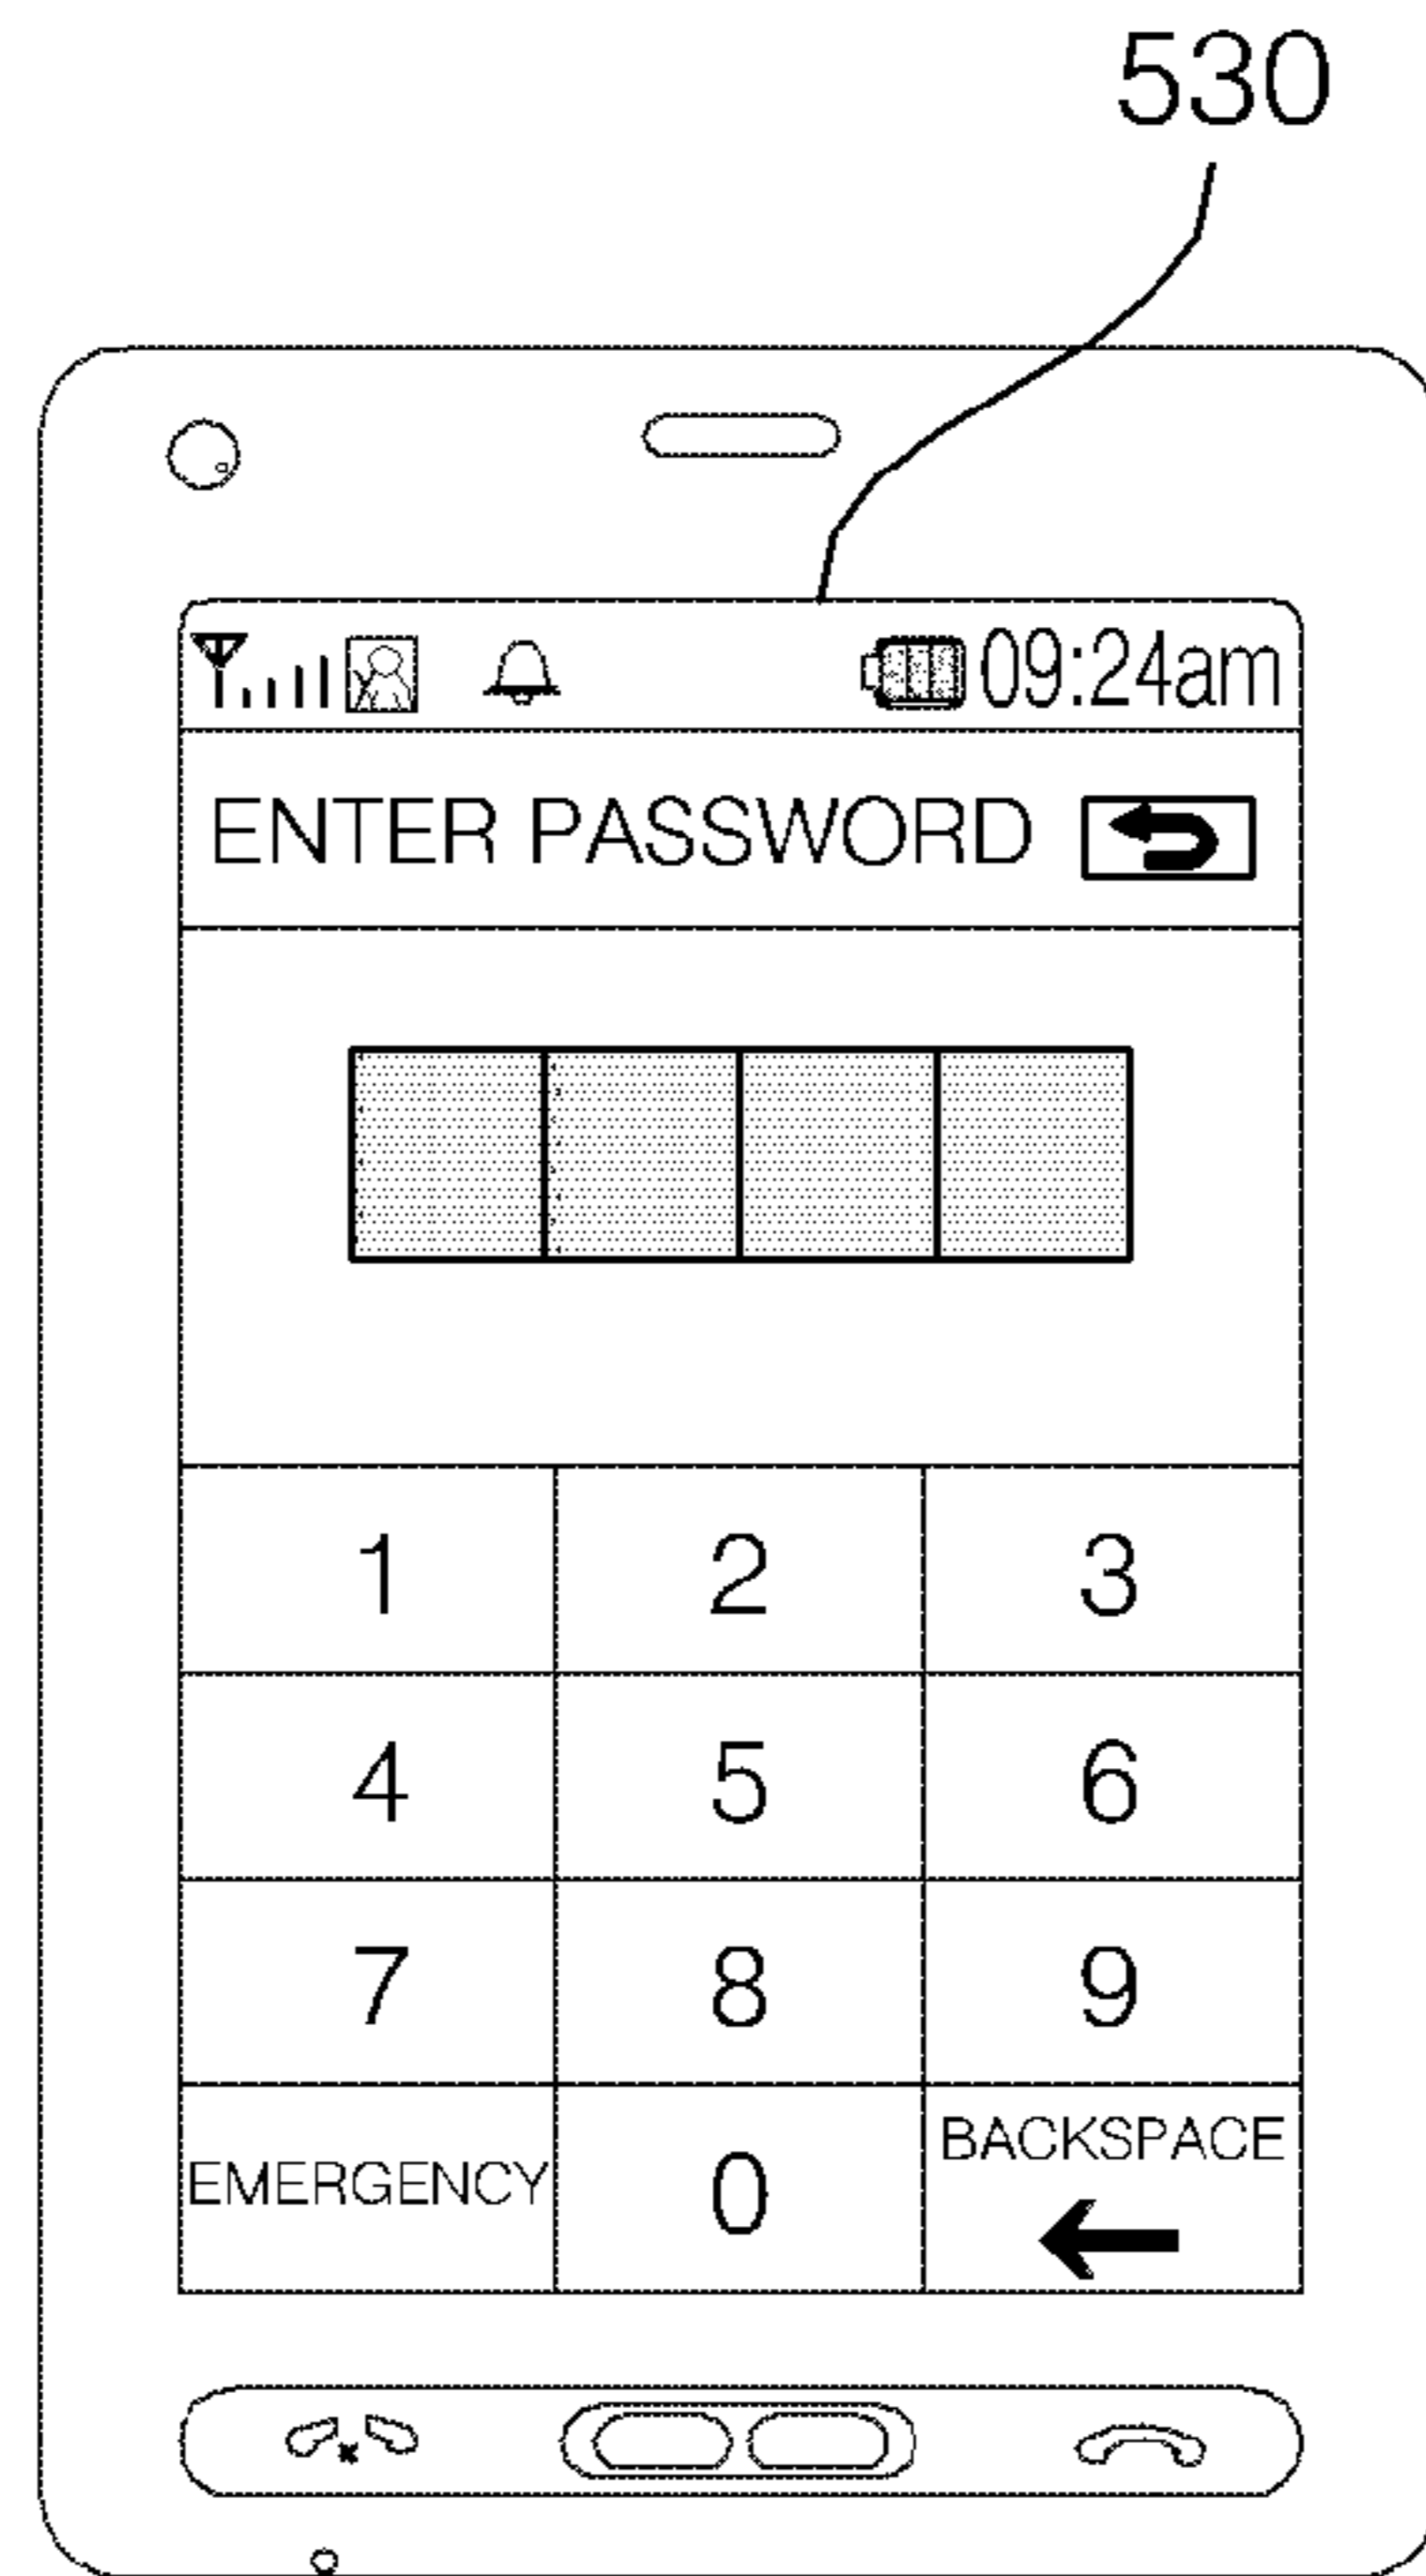 530
09:24am
ENTER PASSWORD
1 2 3
4 5 6
7 8 9
BACKSPACE
EMERGENCY 0